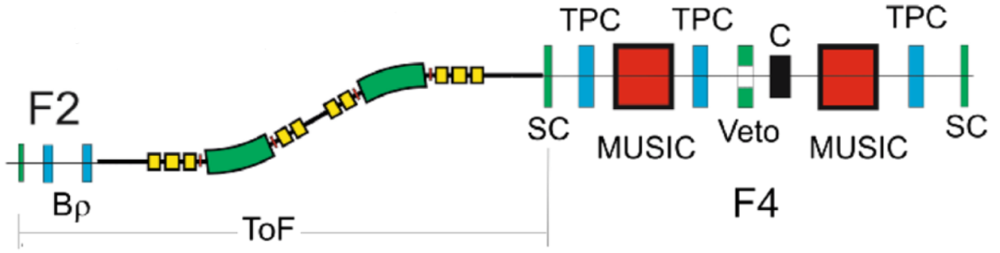 TPC TPC C TPC
F2
SC MUSIC Veto MUSIC SC
Bρ
ToF
F4